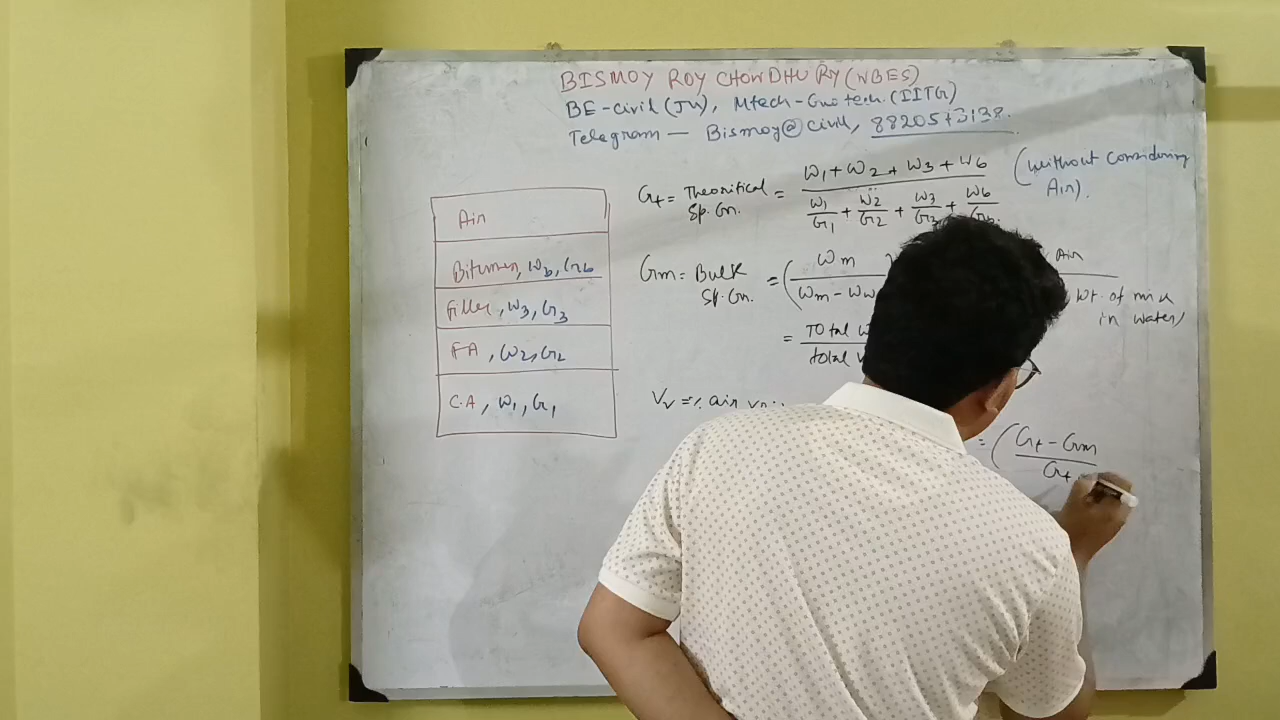 BISMOY ROY CHOWDHURY (WBES)
BE-Civil (JU), Mtech-Geotech. (IITG)
Telegram — Bismoy@civil,
Air
Bitumen, Wb, Gb
Filler, W3, G3
FA, W2, G2
C.A, W1, G1
Gt = Theoritical Sp. Gr. = W1 + W2 + W3 + Wb / W1/G1 + W2/G2 + W3/G3 + Wb/Gb (Without considering
Air).
Gm = Bulk Sp. Gr. = ( Wm / Wm - Ww Air
wt. of mix
in water)
= Total / total
Vv = % air
= ( Gt - Gm / Gt